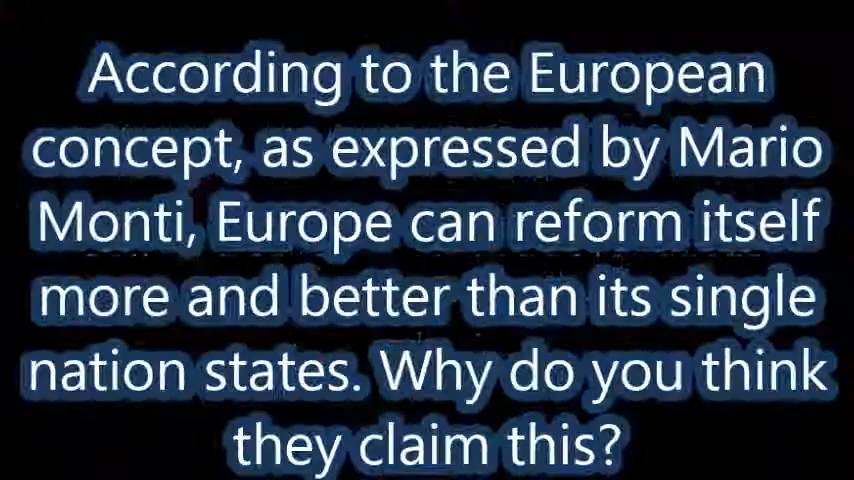 According to the European
concept, as expressed by Mario
Monti, Europe can reform itself
more and better than its single
nation states. Why do you think
they claim this?